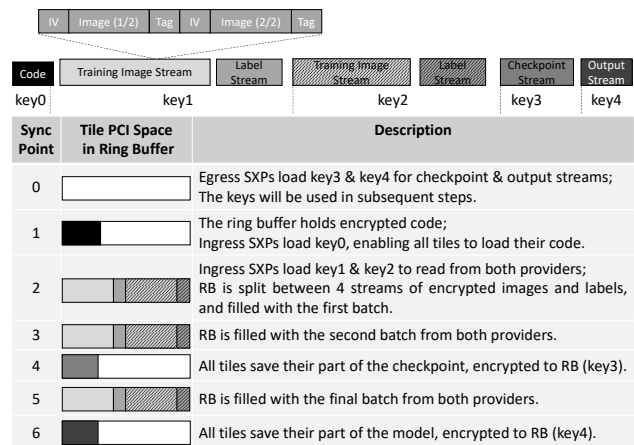 IV Image (1/2) Tag IV Image (2/2) Tag
Code Training Image Stream Label Stream Training Image Stream Label Stream Checkpoint Stream Output Stream
key0 key1 key2 key3 key4
Sync Point Tile PCI Space in Ring Buffer Description
0 Egress SXPs load key3 & key4 for checkpoint & output streams;
The keys will be used in subsequent steps.
1 The ring buffer holds encrypted code;
Ingress SXPs load key0, enabling all tiles to load their code.
2 Ingress SXPs load key1 & key2 to read from both providers;
RB is split between 4 streams of encrypted images and labels,
and filled with the first batch.
3 RB is filled with the second batch from both providers.
4 All tiles save their part of the checkpoint, encrypted to RB (key3).
5 RB is filled with the final batch from both providers.
6 All tiles save their part of the model, encrypted to RB (key4).